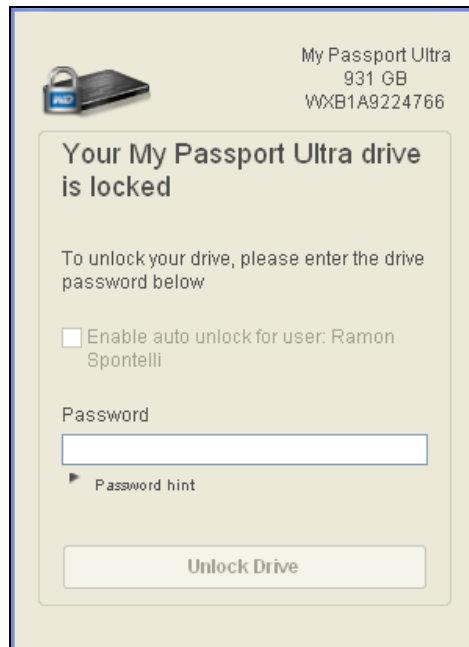 My Passport Ultra
931 GB
WXB1A9224766
WD
Your My Passport Ultra drive
is locked
To unlock your drive, please enter the drive
password below
Enable auto unlock for user: Ramon
Spontelli
Password
Password hint
Unlock Drive